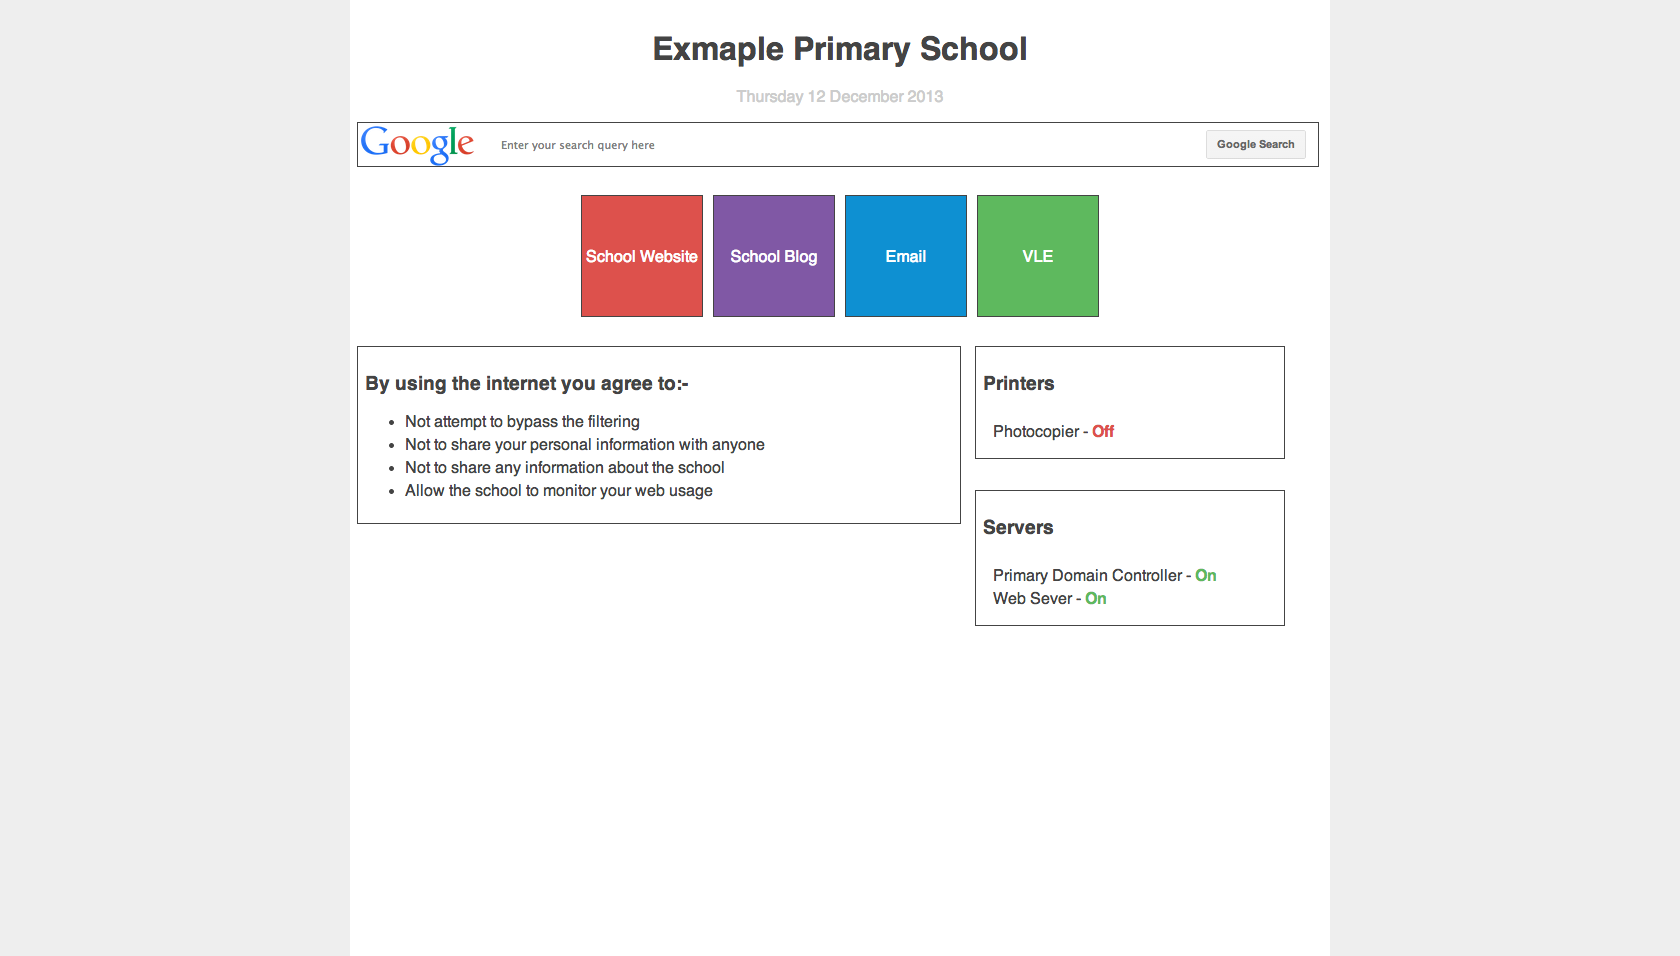 Exmaple Primary School
Thursday 12 December 2013
Google Enter your search query here Google Search
School Website School Blog Email VLE
By using the internet you agree to:-
• Not attempt to bypass the filtering
• Not to share your personal information with anyone
• Not to share any information about the school
• Allow the school to monitor your web usage
Printers
Photocopier - Off
Servers
Primary Domain Controller - On
Web Sever - On